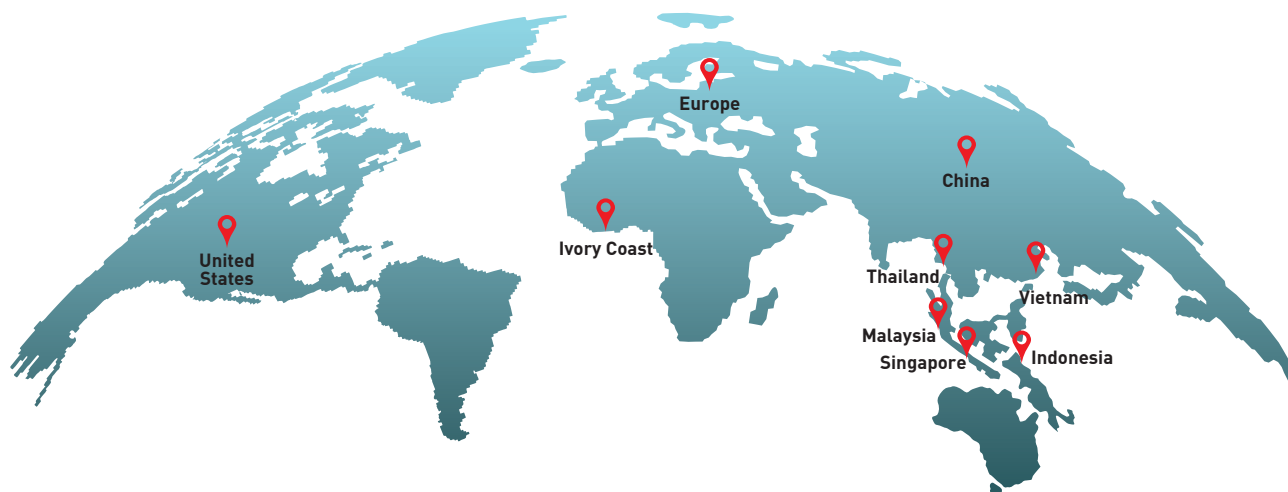 Europe
China
Ivory Coast
United
States
Thailand
Vietnam
Malaysia
Singapore
Indonesia